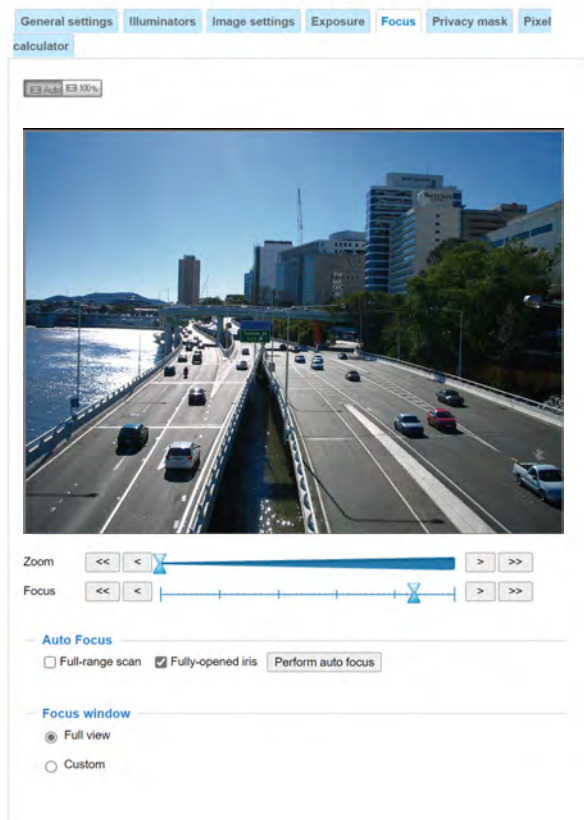 General settings Illuminators Image settings Exposure Focus Privacy mask Pixel
calculator
Auto 100%
Zoom << < > >>
Focus << < > >>
Auto Focus
Full-range scan Fully-opened iris Perform auto focus
Focus window
Full view
Custom